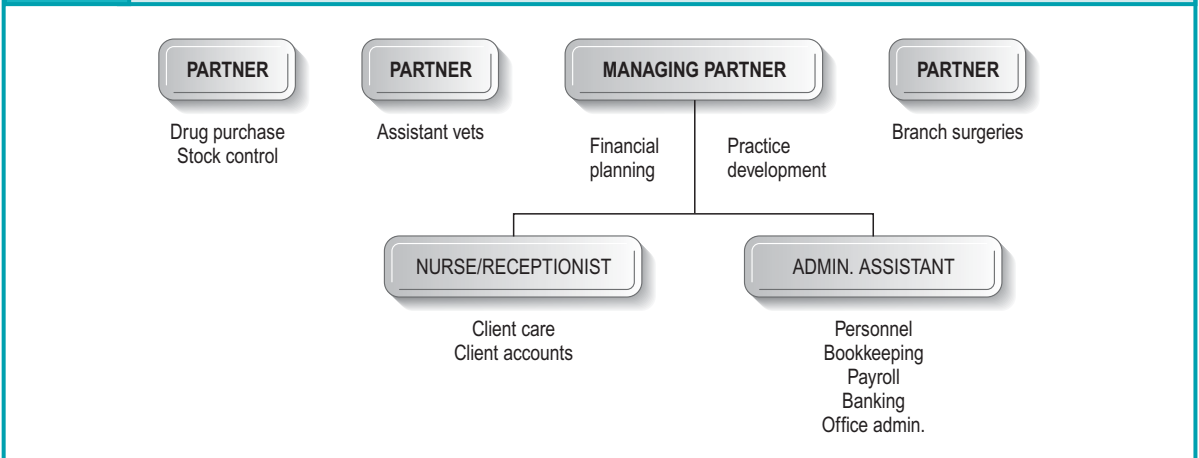 PARTNER
Drug purchase
Stock control
PARTNER
Assistant vets
MANAGING PARTNER
Financial
planning
Practice
development
PARTNER
Branch surgeries
NURSE/RECEPTIONIST
Client care
Client accounts
ADMIN. ASSISTANT
Personnel
Bookkeeping
Payroll
Banking
Office admin.